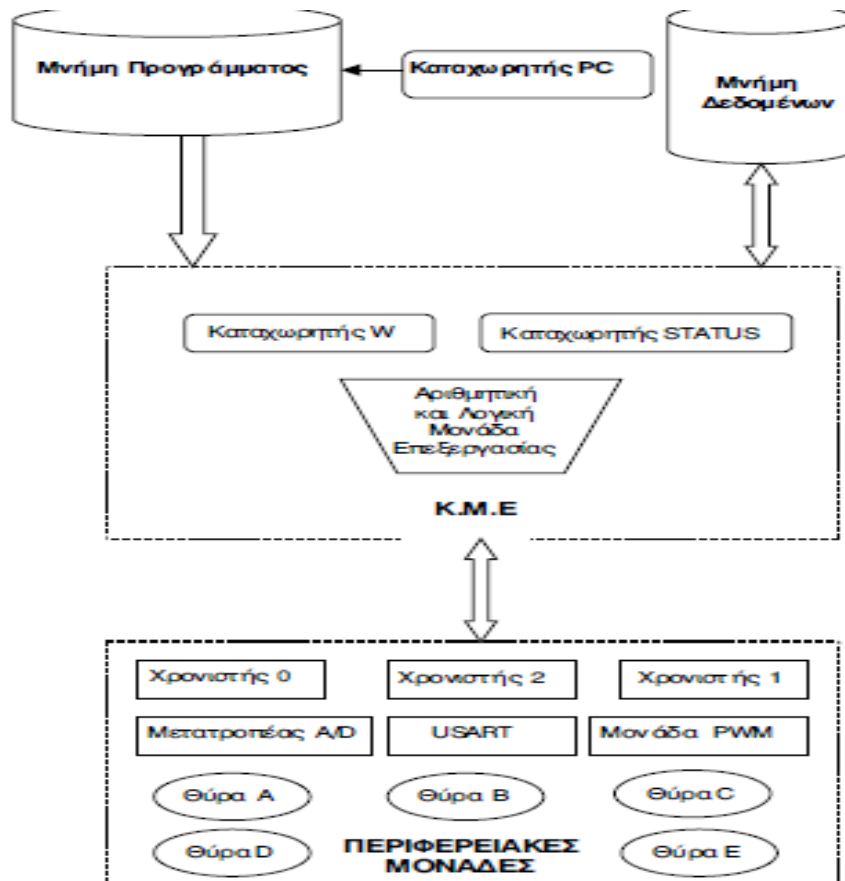 Μνήμη Προγράμματος
Καταχωρητής PC
Μνήμη
Δεδομένων
Καταχωρητής W
Καταχωρητής STATUS
Αριθμητική
και Λογική
Μονάδα
Επεξεργασίας
Κ.Μ.Ε
Χρονιστής 0
Χρονιστής 2
Χρονιστής 1
Μετατροπέας A/D
USART
Μονάδα PWM
Θύρα A
Θύρα B
Θύρα C
Θύρα D
ΠΕΡΙΦΕΡΕΙΑΚΕΣ
ΜΟΝΑΔΕΣ
Θύρα E